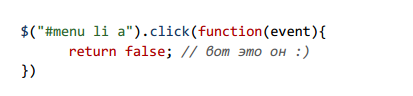 $("#menu li a").click(function(event){
return false; // вот это он :)
})